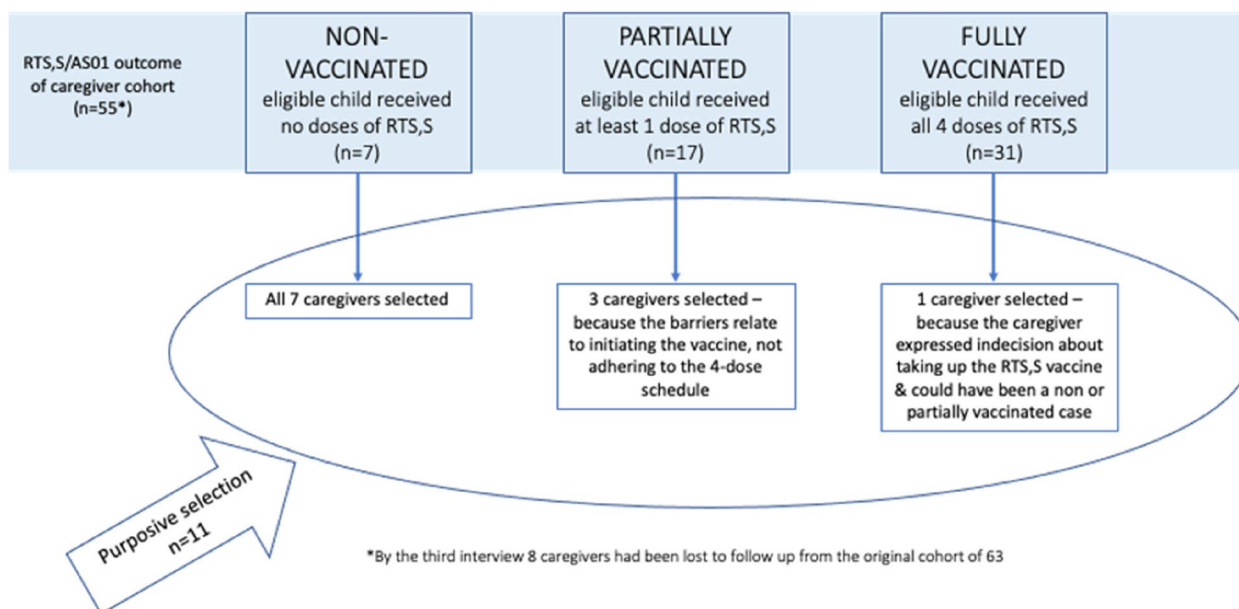 RTS,S/AS01 outcome
of caregiver cohort
(n=55*)
NON-
VACCINATED
eligible child received
no doses of RTS,S
(n=7)
PARTIALLY
VACCINATED
eligible child received
at least 1 dose of RTS,S
(n=17)
FULLY
VACCINATED
eligible child received
all 4 doses of RTS,S
(n=31)
All 7 caregivers selected
3 caregivers selected –
because the barriers relate
to initiating the vaccine, not
adhering to the 4-dose
schedule
1 caregiver selected –
because the caregiver
expressed indecision about
taking up the RTS,S vaccine
& could have been a non or
partially vaccinated case
Purposive selection
n=11
*By the third interview 8 caregivers had been lost to follow up from the original cohort of 63